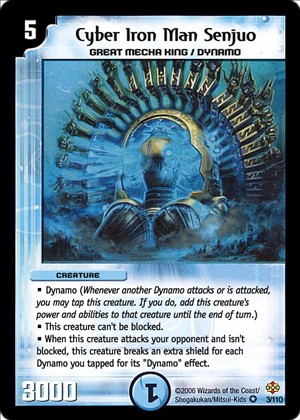 5
Cyber Iron Man Senjuo
GREAT MECHA KING / DYNAMO
CREATURE
▪ Dynamo (Whenever another Dynamo attacks or is attacked,
you may tap this creature. If you do, add this creature's
power and abilities to that creature until the end of turn.)
▪ This creature can't be blocked.
▪ When this creature attacks your opponent and isn't
blocked, this creature breaks an extra shield for each
Dynamo you tapped for its "Dynamo" effect.
3000
©2006 Wizards of the Coast/
Shogakukan/Mitsui-Kids 3/110